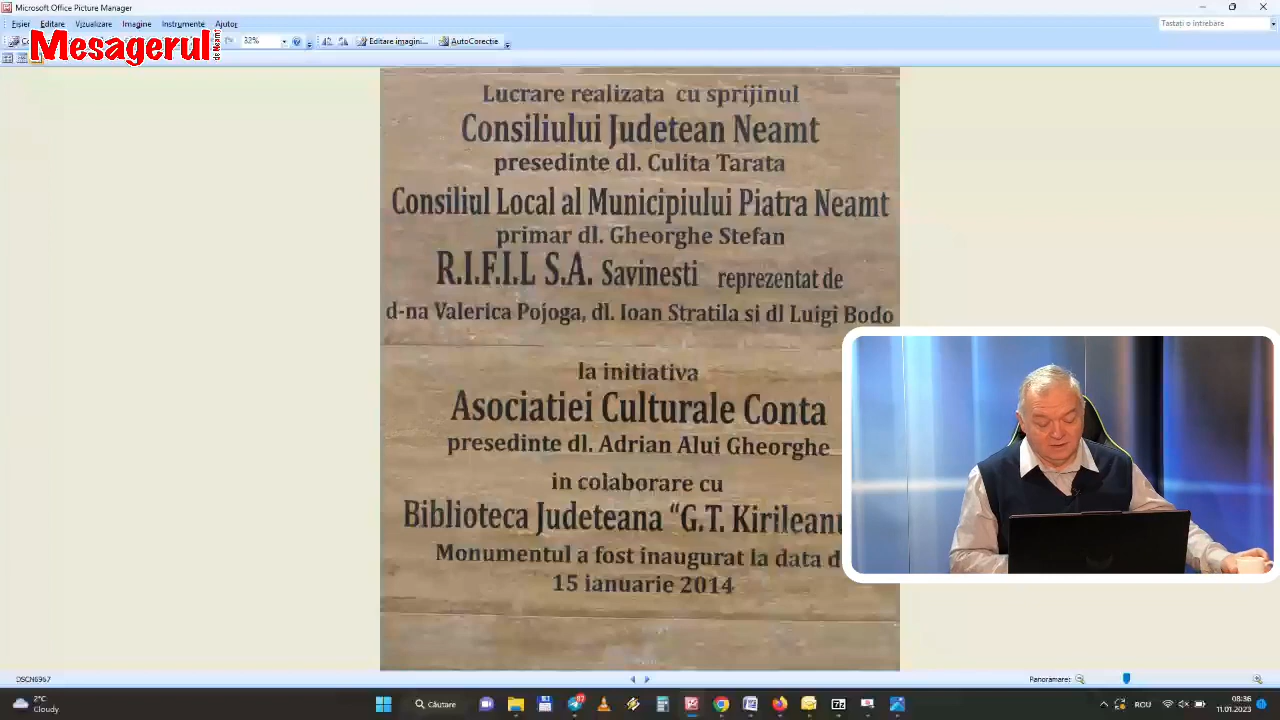 Microsoft Office Picture Manager
Fișier Editare Vizualizare Imagine Instrumente Ajutor
Tastați o întrebare
32% Editare imagini... AutoCorecție
Mesagerul
de Neamț
Lucrare realizata cu sprijinul
Consiliului Judetean Neamt
presedinte dl. Culita Tarata
Consiliul Local al Municipiului Piatra Neamt
primar dl. Gheorghe Stefan
R.I.F.I.L S.A. Savinesti reprezentat de
d-na Valerica Pojoga, dl. Ioan Stratila si dl Luigi Bodo
la initiativa
Asociatiei Culturale Conta
presedinte dl. Adrian Alui Gheorghe
in colaborare cu
Biblioteca Judeteana “G.T. Kirileanu
Monumentul a fost inaugurat la data d
15 ianuarie 2014
DSCN6967
Panoramare:
2°C
Cloudy
Căutare
87
ROU
08:36
11.01.2023